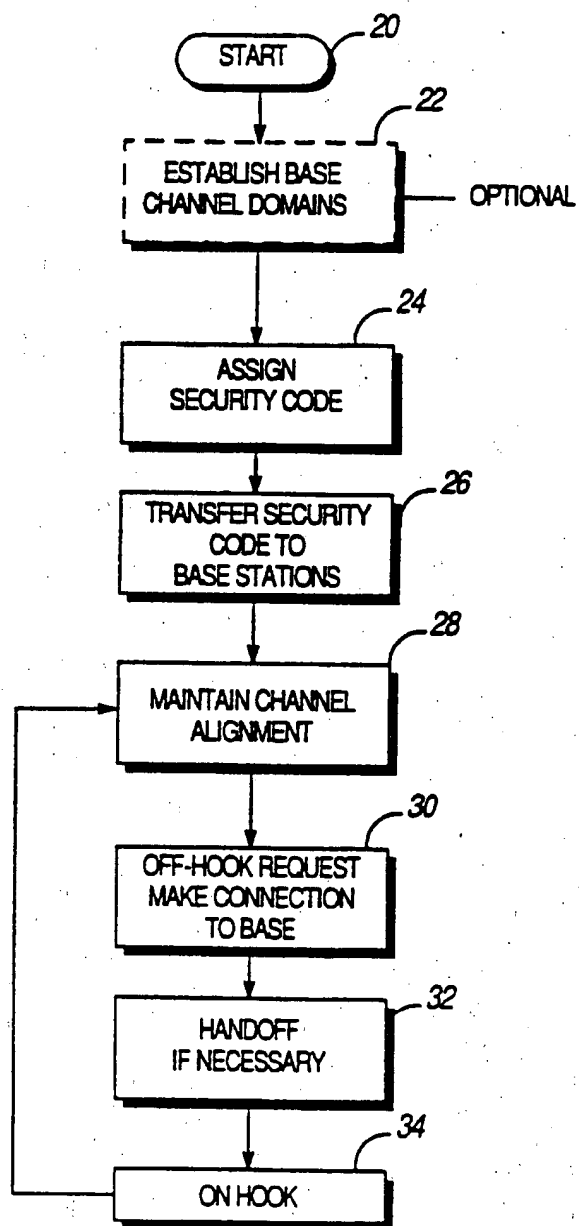 20
START
22
ESTABLISH BASE
CHANNEL DOMAINS
OPTIONAL
24
ASSIGN
SECURITY CODE
26
TRANSFER SECURITY
CODE TO
BASE STATIONS
28
MAINTAIN CHANNEL
ALIGNMENT
30
OFF-HOOK REQUEST
MAKE CONNECTION
TO BASE
32
HANDOFF
IF NECESSARY
34
ON HOOK